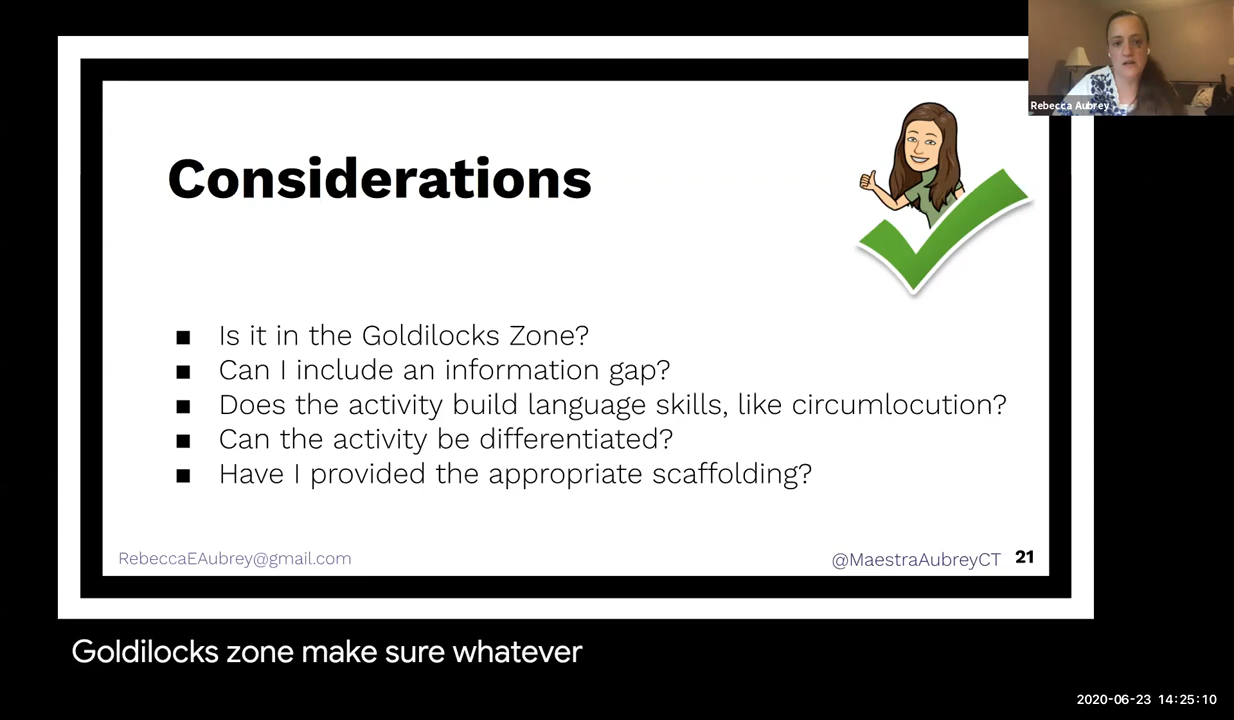 Rebecca Aubrey
Considerations
■ Is it in the Goldilocks Zone?
■ Can I include an information gap?
■ Does the activity build language skills, like circumlocution?
■ Can the activity be differentiated?
■ Have I provided the appropriate scaffolding?
RebeccaEAubrey@gmail.com
@MaestraAubreyCT 21
Goldilocks zone make sure whatever
2020-06-23 14:25:10